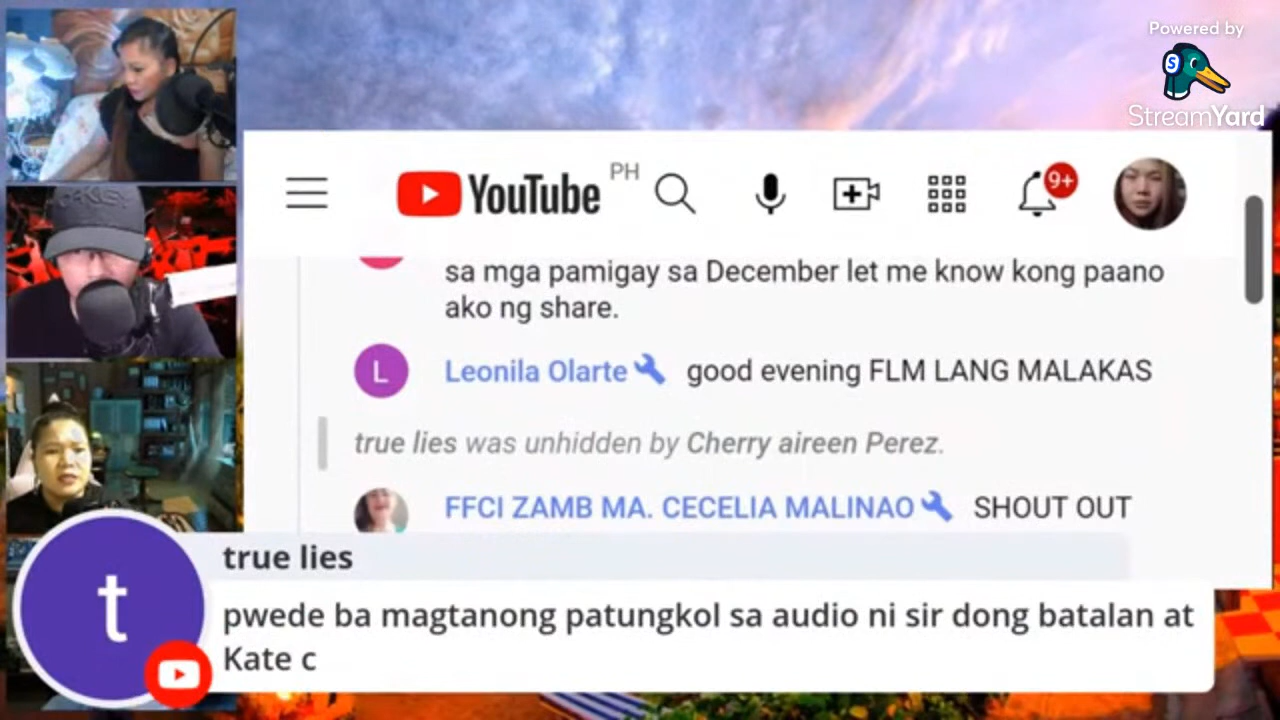 Powered by
StreamYard
OAKLEY
YouTube PH
9+
sa mga pamigay sa December let me know kong paano
ako ng share.
L
Leonila Olarte good evening FLM LANG MALAKAS
true lies was unhidden by Cherry aireen Perez.
FFCI ZAMB MA. CECELIA MALINAO SHOUT OUT
t
true lies
pwede ba magtanong patungkol sa audio ni sir dong batalan at
Kate c